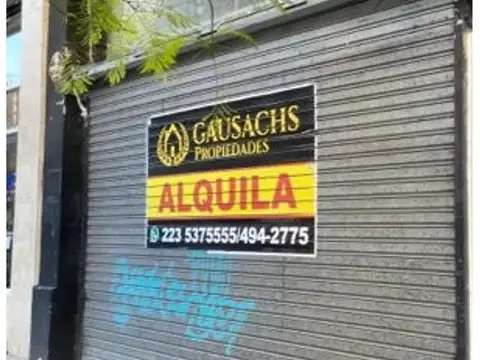 GAUSACHS
PROPIEDADES
ALQUILA
223 5375555/494-2775